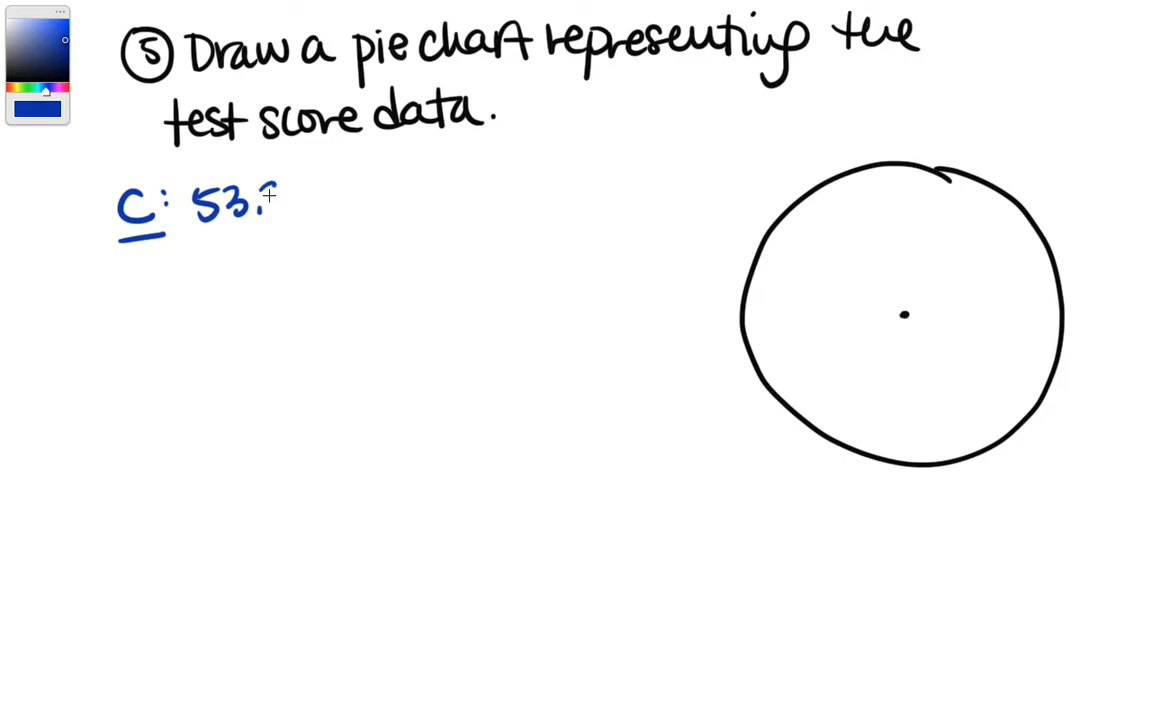 ⑤ Draw a pie chart representing the
test score data.
C: 53.